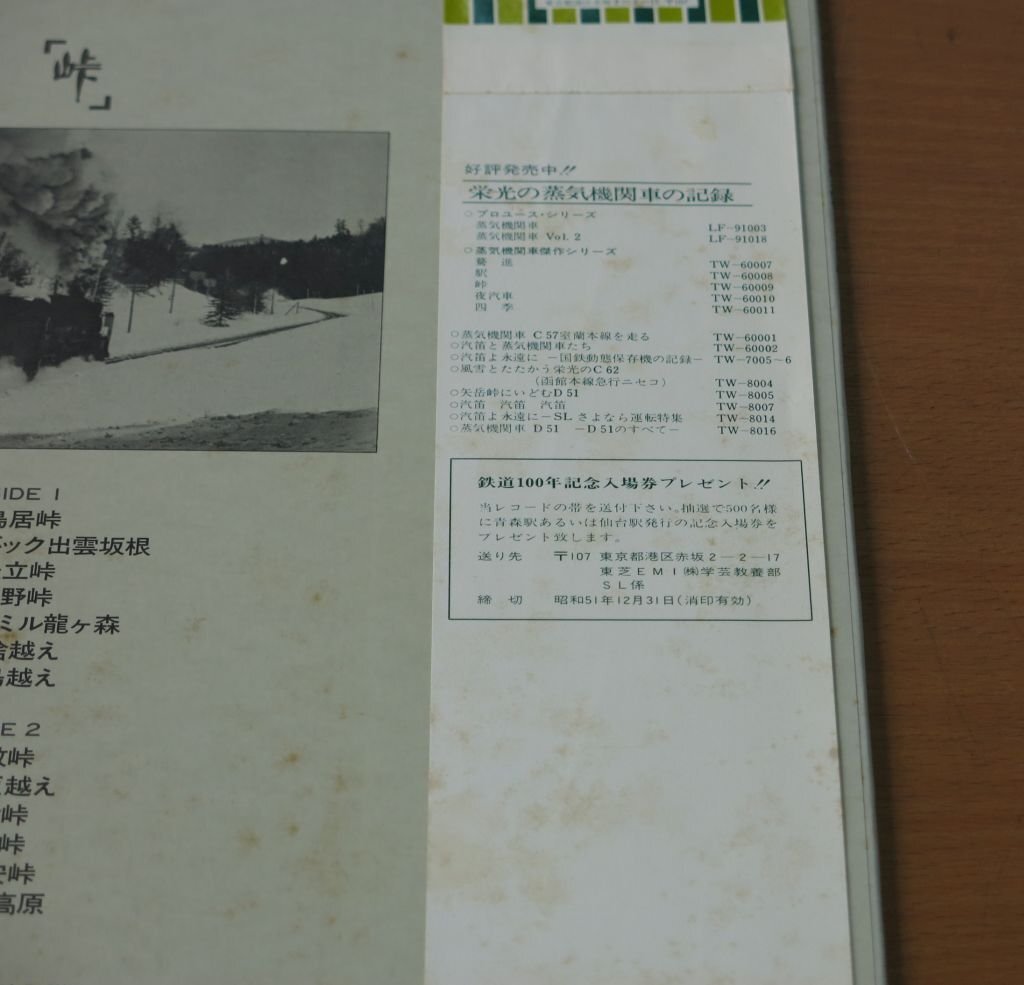 「峠」
SIDE 1
鳥居峠
バック出雲坂根
立峠
野峠
ミル龍ヶ森
越え
越え
E 2
峠
越え
峠
峠
峠
高原
好評発売中!!
栄光の蒸気機関車の記録
○プロユース・シリーズ
蒸気機関車 LF-91003
蒸気機関車 Vol. 2 LF-91018
○蒸気機関車傑作シリーズ
驀進 TW-60007
駅 TW-60008
峠 TW-60009
夜汽車 TW-60010
四季 TW-60011
○蒸気機関車 C57室蘭本線を走る TW-60001
○汽笛と蒸気機関車たち TW-60002
○汽笛よ永遠に −国鉄動態保存機の記録− TW-7005〜6
○風雪とたたかう栄光のC62
(函館本線急行ニセコ) TW-8004
○矢岳峠にいどむD51 TW-8005
○汽笛 汽笛 汽笛 TW-8007
○汽笛よ永遠に−SLさよなら運転特集 TW-8014
○蒸気機関車 D51 −D51のすべて− TW-8016
鉄道100年記念入場券プレゼント!!
当レコードの帯を送付下さい。抽選で500名様
に青森駅あるいは仙台駅発行の記念入場券を
プレゼント致します。
送り先 〒107 東京都港区赤坂2−2−17
東芝EMI㈱学芸教養部
SL係
締切 昭和51年12月31日(消印有効)